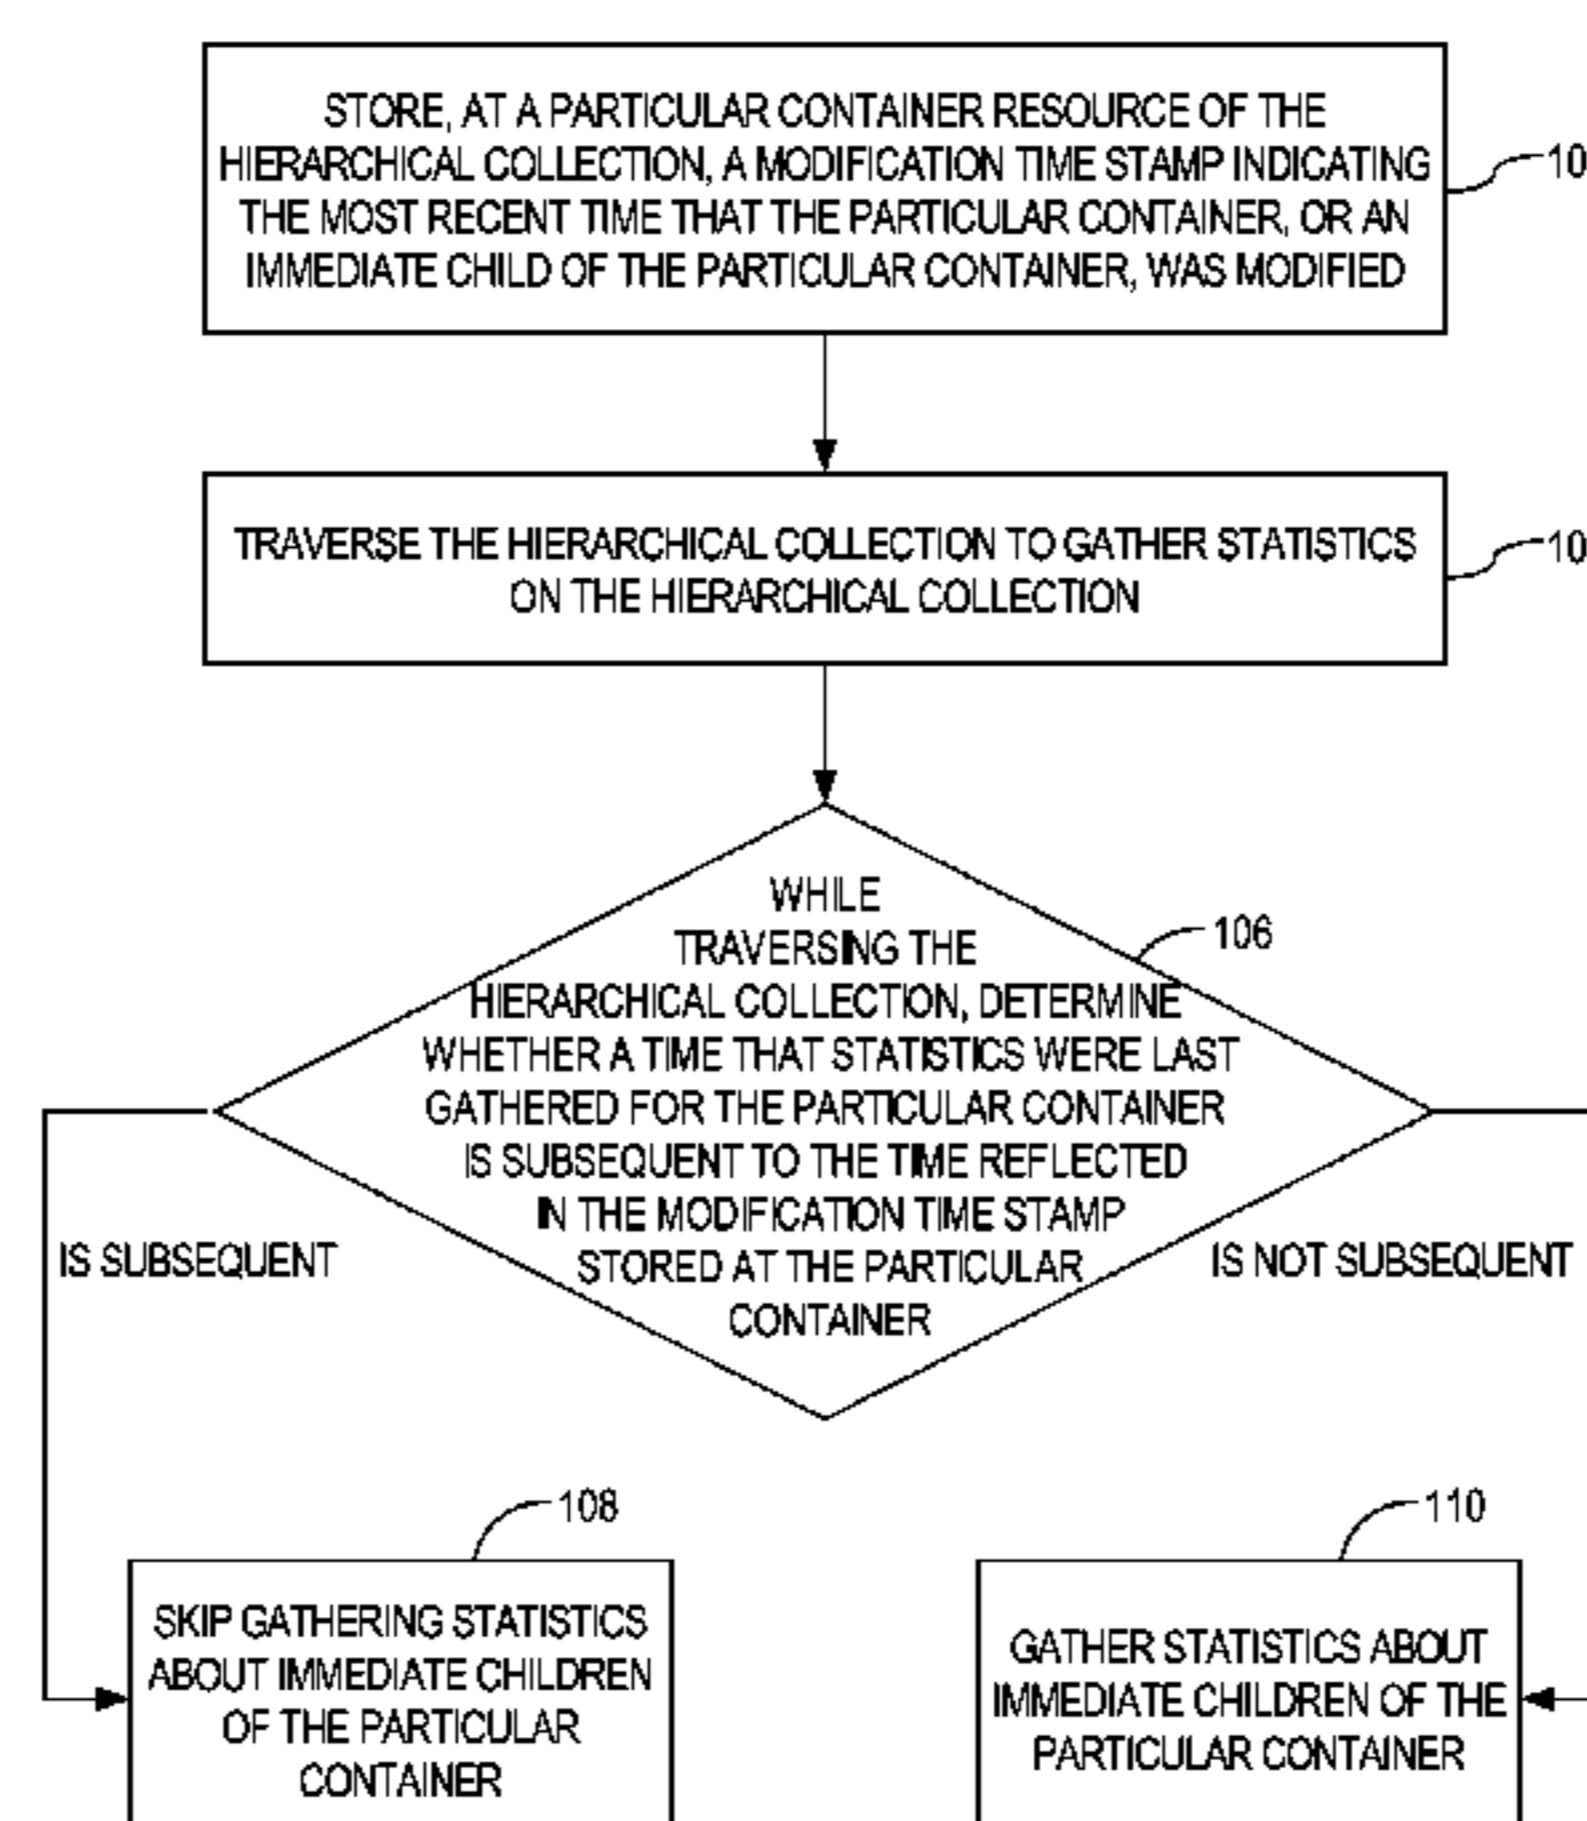 STORE, AT A PARTICULAR CONTAINER RESOURCE OF THE
HIERARCHICAL COLLECTION, A MODIFICATION TIME STAMP INDICATING
THE MOST RECENT TIME THAT THE PARTICULAR CONTAINER, OR AN
IMMEDIATE CHILD OF THE PARTICULAR CONTAINER, WAS MODIFIED
10
TRAVERSE THE HIERARCHICAL COLLECTION TO GATHER STATISTICS
ON THE HIERARCHICAL COLLECTION
10
WHILE
TRAVERSING THE
HIERARCHICAL COLLECTION, DETERMINE
WHETHER A TIME THAT STATISTICS WERE LAST
GATHERED FOR THE PARTICULAR CONTAINER
IS SUBSEQUENT TO THE TIME REFLECTED
IN THE MODIFICATION TIME STAMP
STORED AT THE PARTICULAR
CONTAINER
106
IS SUBSEQUENT
IS NOT SUBSEQUENT
108
SKIP GATHERING STATISTICS
ABOUT IMMEDIATE CHILDREN
OF THE PARTICULAR
CONTAINER
110
GATHER STATISTICS ABOUT
IMMEDIATE CHILDREN OF THE
PARTICULAR CONTAINER